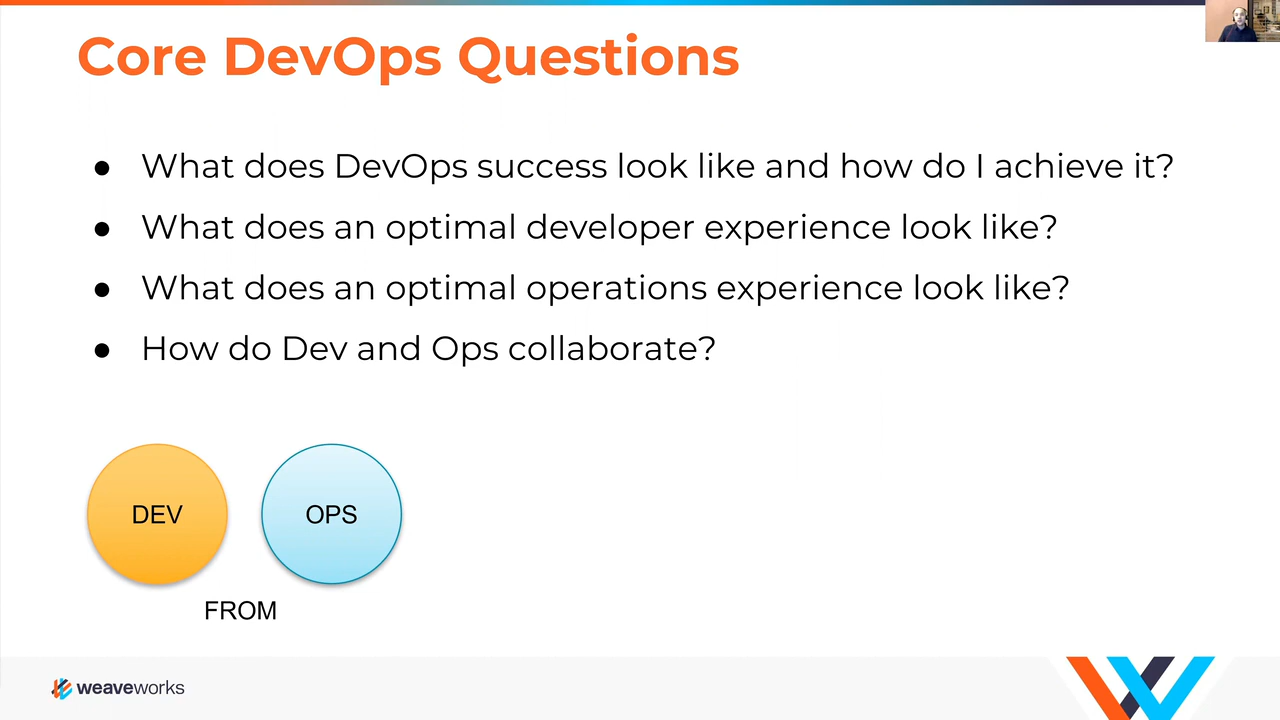 Core DevOps Questions
● What does DevOps success look like and how do I achieve it?
● What does an optimal developer experience look like?
● What does an optimal operations experience look like?
● How do Dev and Ops collaborate?
DEV
OPS
FROM
weaveworks